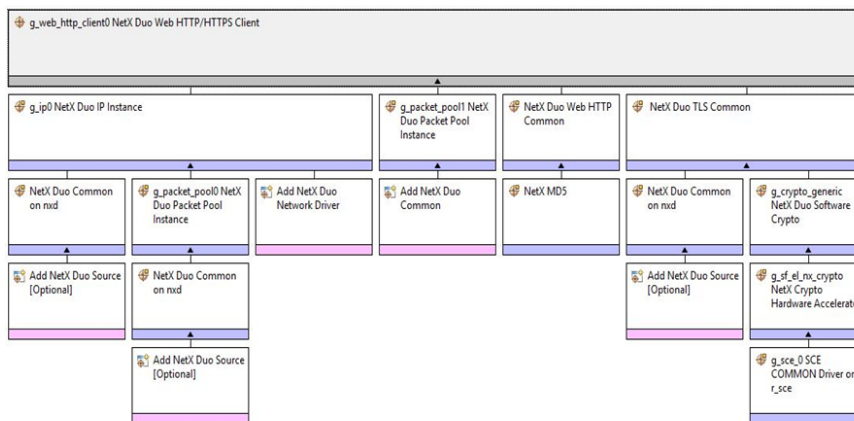 g_web_http_client0 NetX Duo Web HTTP/HTTPS Client
g_ip0 NetX Duo IP Instance
g_packet_pool1 NetX
Duo Packet Pool
Instance
NetX Duo Web HTTP
Common
NetX Duo TLS Common
NetX Duo Common
on nxd
g_packet_pool0 NetX
Duo Packet Pool
Instance
Add NetX Duo
Network Driver
Add NetX Duo
Common
NetX MD5
NetX Duo Common
on nxd
g_crypto_generic
NetX Duo Software
Crypto
Add NetX Duo Source
[Optional]
NetX Duo Common
on nxd
Add NetX Duo Source
[Optional]
g_sf_el_nx_crypto
NetX Crypto
Hardware Accelerat
Add NetX Duo Source
[Optional]
g_sce_0 SCE
COMMON Driver on
r_sce